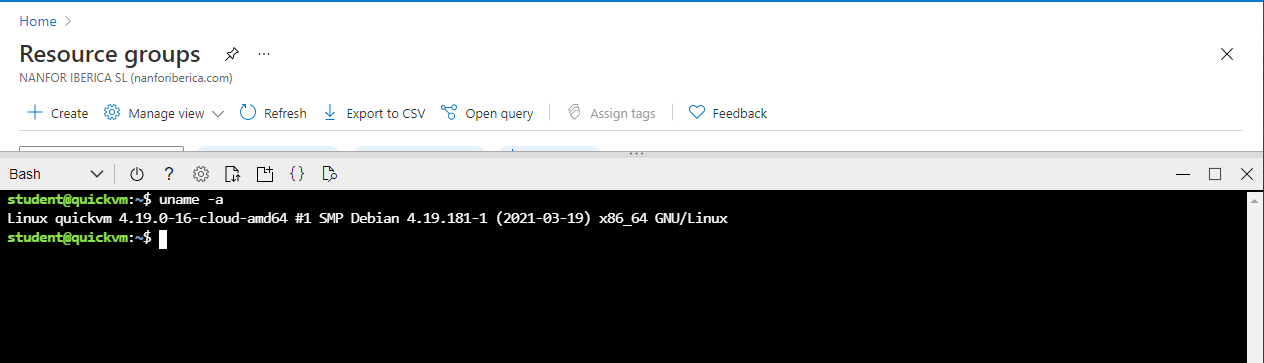 Home
Resource groups
NANFOR IBERICA SL (nanforiberica.com)
Create Manage view Refresh Export to CSV Open query Assign tags Feedback
Bash
student@quickvm:~$ uname -a
Linux quickvm 4.19.0-16-cloud-amd64 #1 SMP Debian 4.19.181-1 (2021-03-19) x86_64 GNU/Linux
student@quickvm:~$